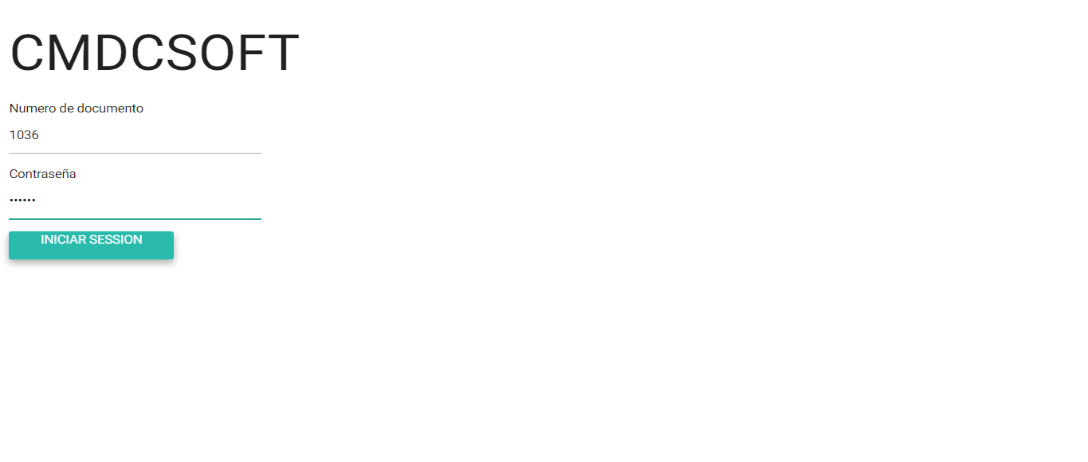 CMDCSOFT
Numero de documento
1036
Contraseña
••••••
INICIAR SESSION